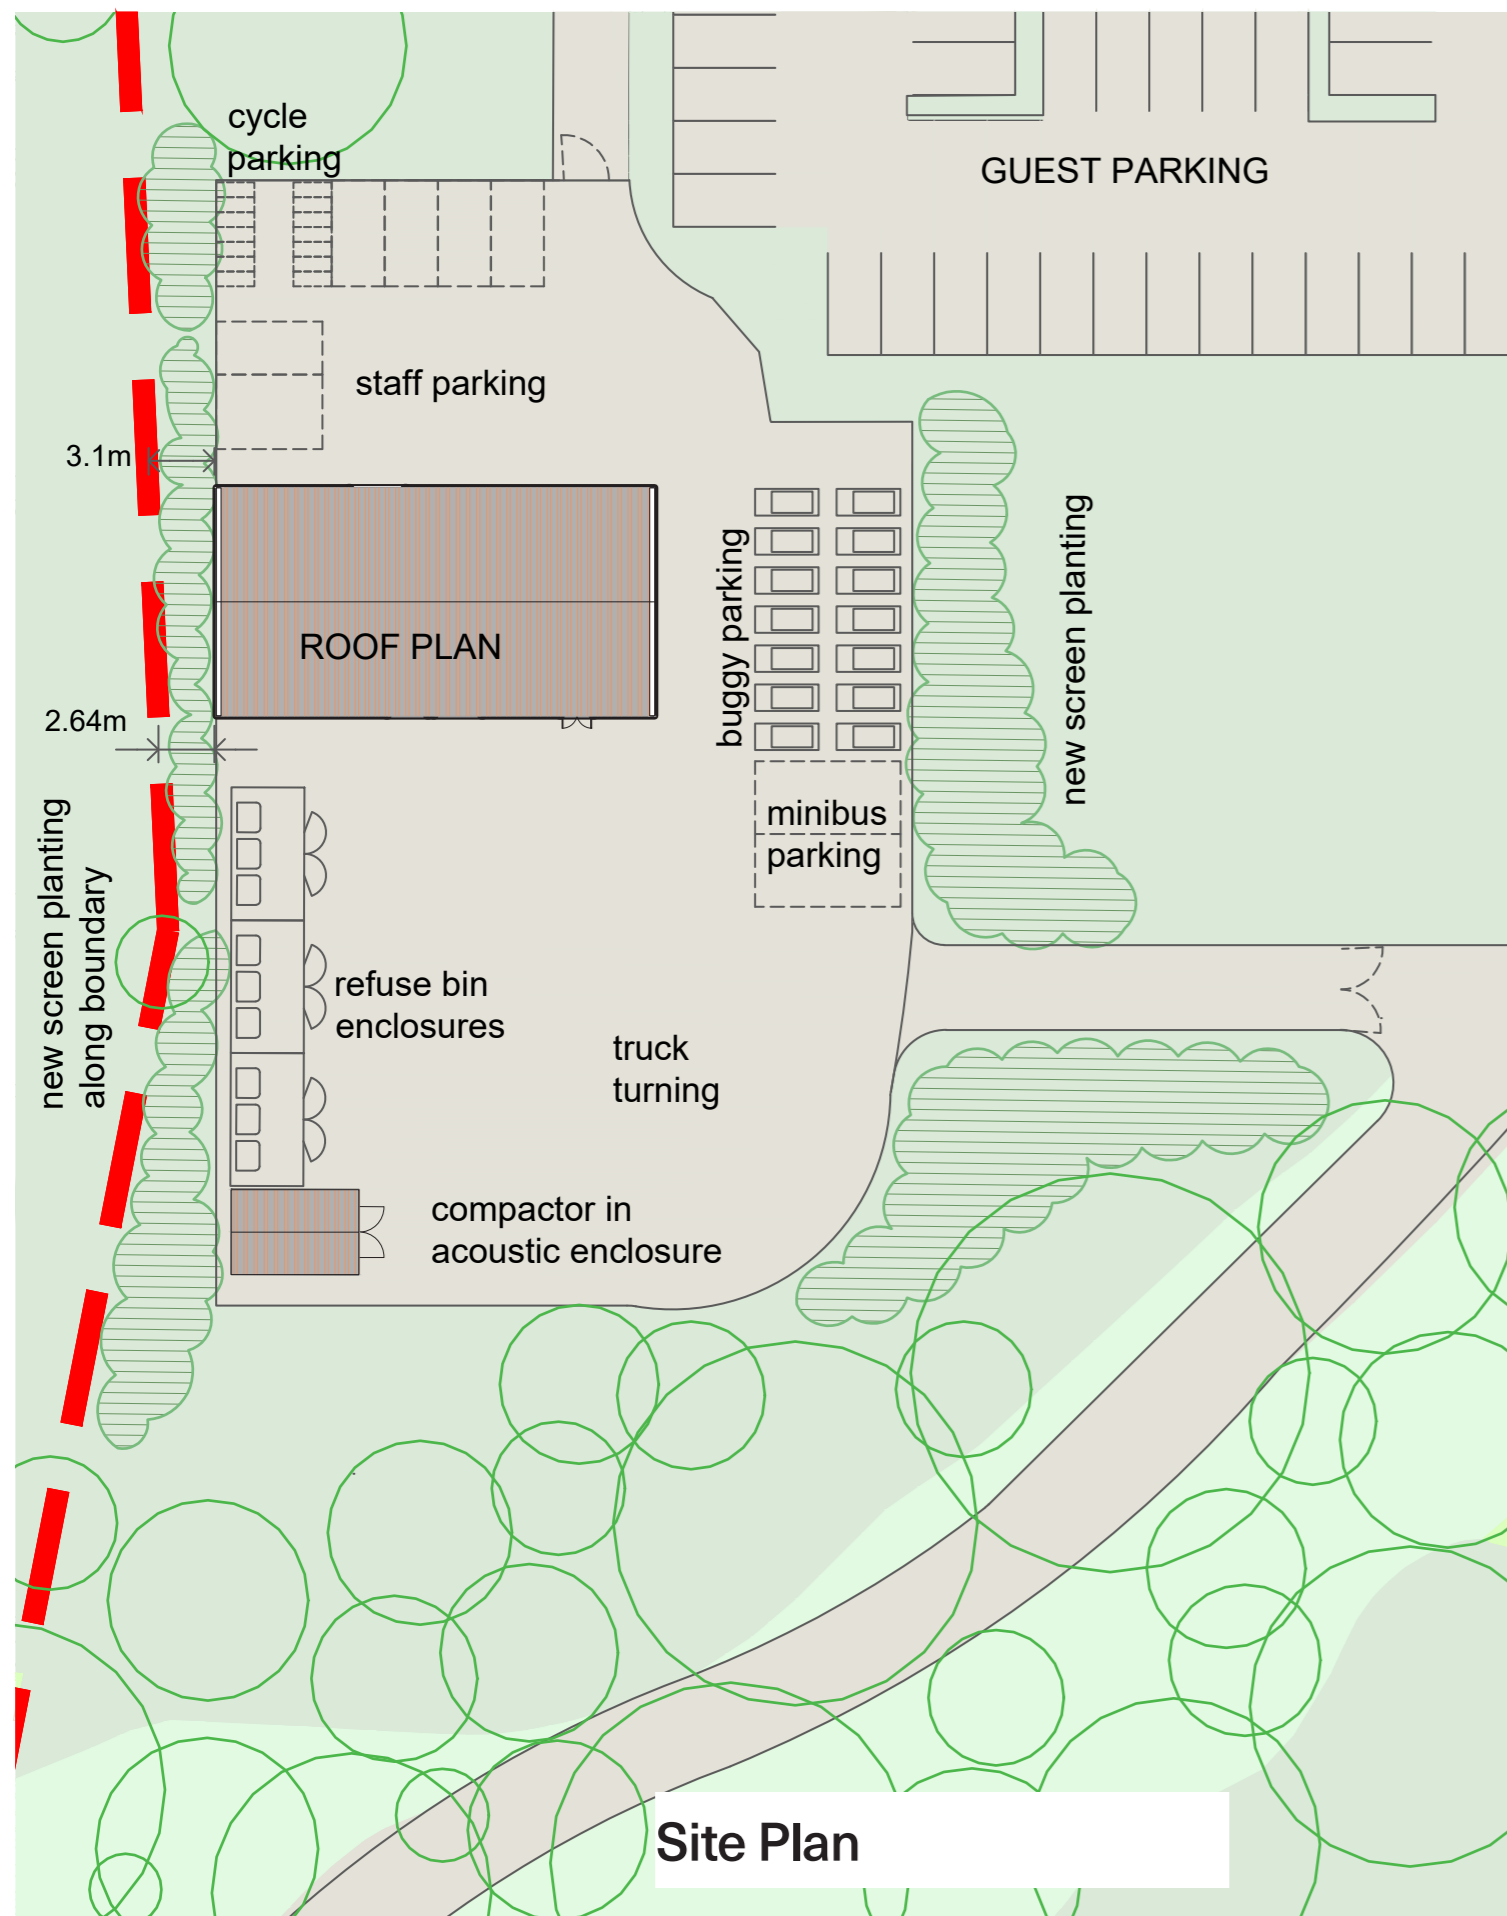 cycle
parking
GUEST PARKING
staff parking
3.1m
ROOF PLAN
buggy parking
new screen planting
2.64m
minibus
parking
new screen planting
along boundary
refuse bin
enclosures
truck
turning
compactor in
acoustic enclosure
Site Plan